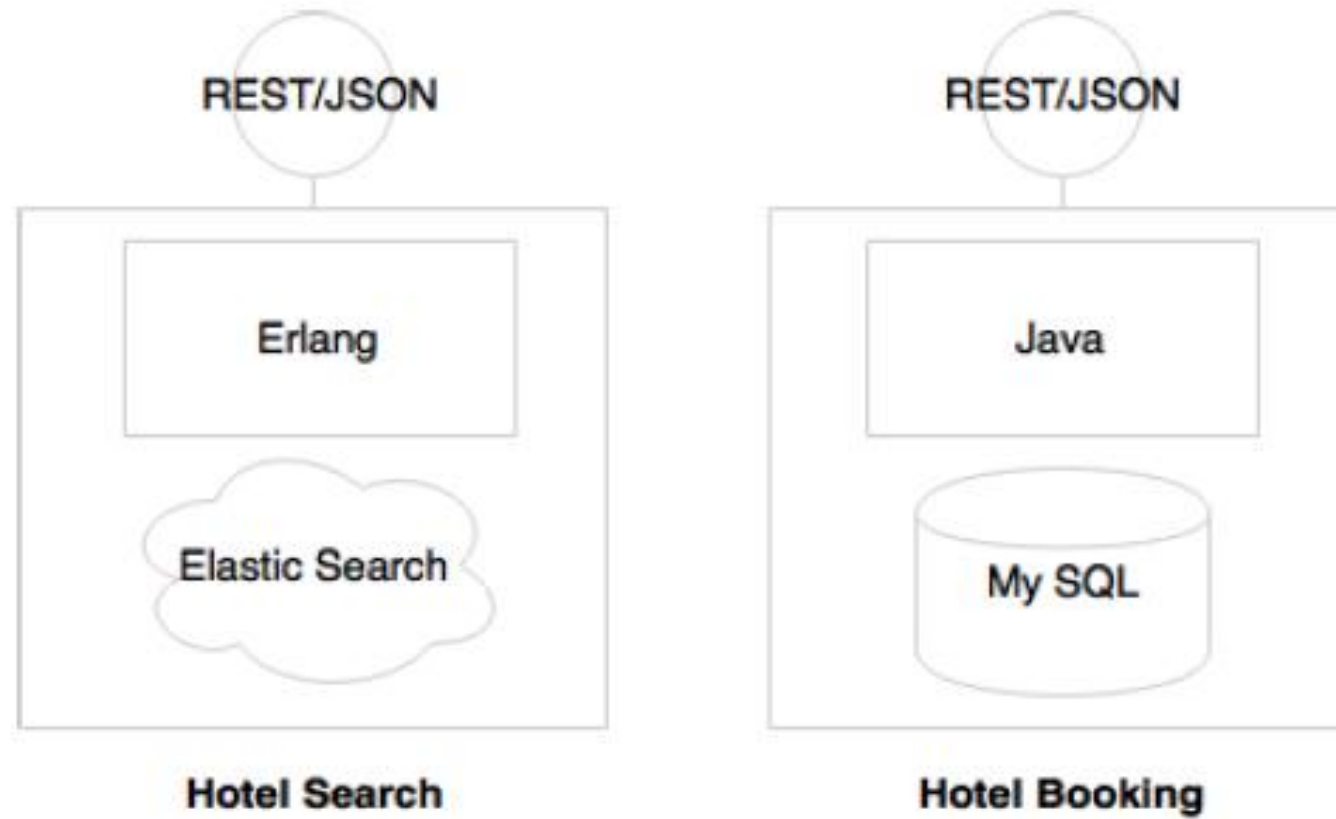 REST/JSON
REST/JSON
Erlang
Java
Elastic Search
My SQL
Hotel Search
Hotel Booking